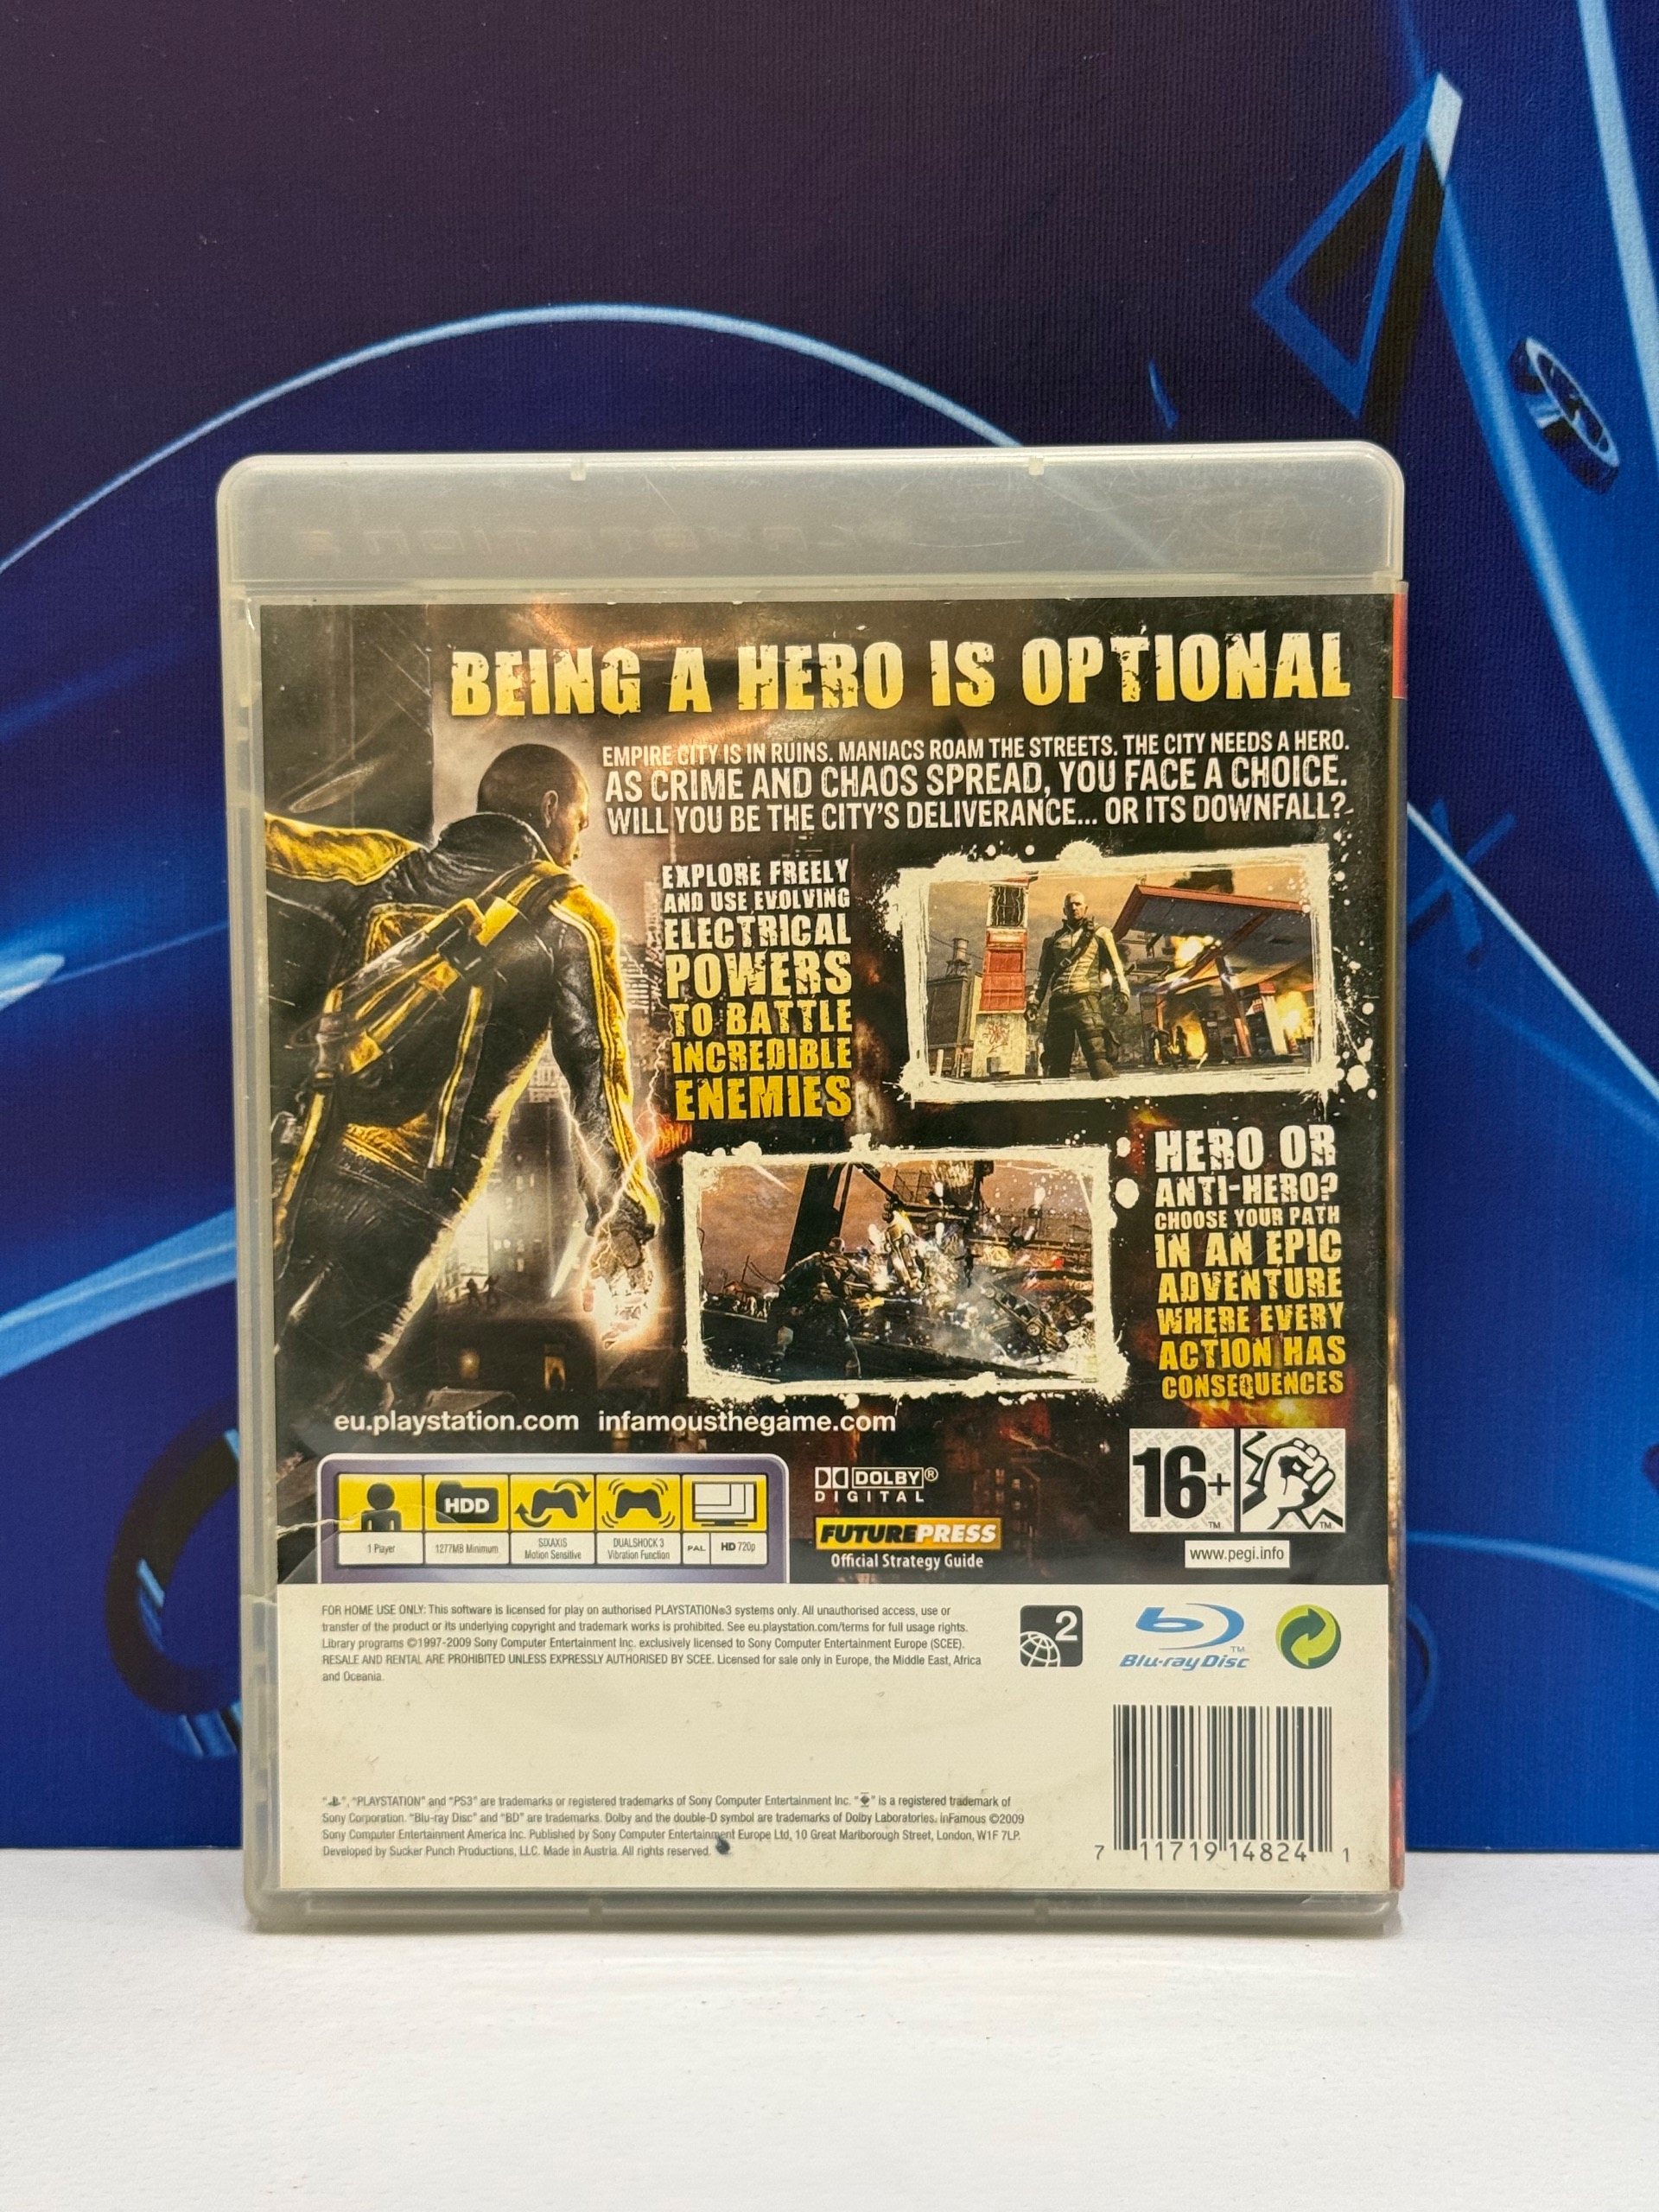 BEING A HERO IS OPTIONAL
EMPIRE CITY IS IN RUINS. MANIACS ROAM THE STREETS. THE CITY NEEDS A HERO.
AS CRIME AND CHAOS SPREAD, YOU FACE A CHOICE.
WILL YOU BE THE CITY'S DELIVERANCE... OR ITS DOWNFALL?
EXPLORE FREELY
AND USE EVOLVING
ELECTRICAL
POWERS
TO BATTLE
INCREDIBLE
ENEMIES
HERO OR
ANTI-HERO?
CHOOSE YOUR PATH
IN AN EPIC
ADVENTURE
WHERE EVERY
ACTION HAS
CONSEQUENCES
eu.playstation.com infamousthegame.com
HDD
1 Player
1277MB Minimum
SIXAXIS
Motion Sensitive
DUALSHOCK 3
Vibration Function
PAL
HD 720p
DOLBY®
DIGITAL
FUTUREPRESS
Official Strategy Guide
16+
™
™
www.pegi.info
FOR HOME USE ONLY: This software is licensed for play on authorised PLAYSTATION®3 systems only. All unauthorised access, use or
transfer of the product or its underlying copyright and trademark works is prohibited. See eu.playstation.com/terms for full usage rights.
Library programs ©1997-2009 Sony Computer Entertainment Inc. exclusively licensed to Sony Computer Entertainment Europe (SCEE).
RESALE AND RENTAL ARE PROHIBITED UNLESS EXPRESSLY AUTHORISED BY SCEE. Licensed for sale only in Europe, the Middle East, Africa
and Oceania.
2
™
Blu-ray Disc
"", "PLAYSTATION" and "PS3" are trademarks or registered trademarks of Sony Computer Entertainment Inc. "" is a registered trademark of
Sony Corporation. "Blu-ray Disc" and "BD" are trademarks. Dolby and the double-D symbol are trademarks of Dolby Laboratories. inFamous ©2009
Sony Computer Entertainment America Inc. Published by Sony Computer Entertainment Europe Ltd, 10 Great Marlborough Street, London, W1F 7LP.
Developed by Sucker Punch Productions, LLC. Made in Austria. All rights reserved.
7 11719 14824 1